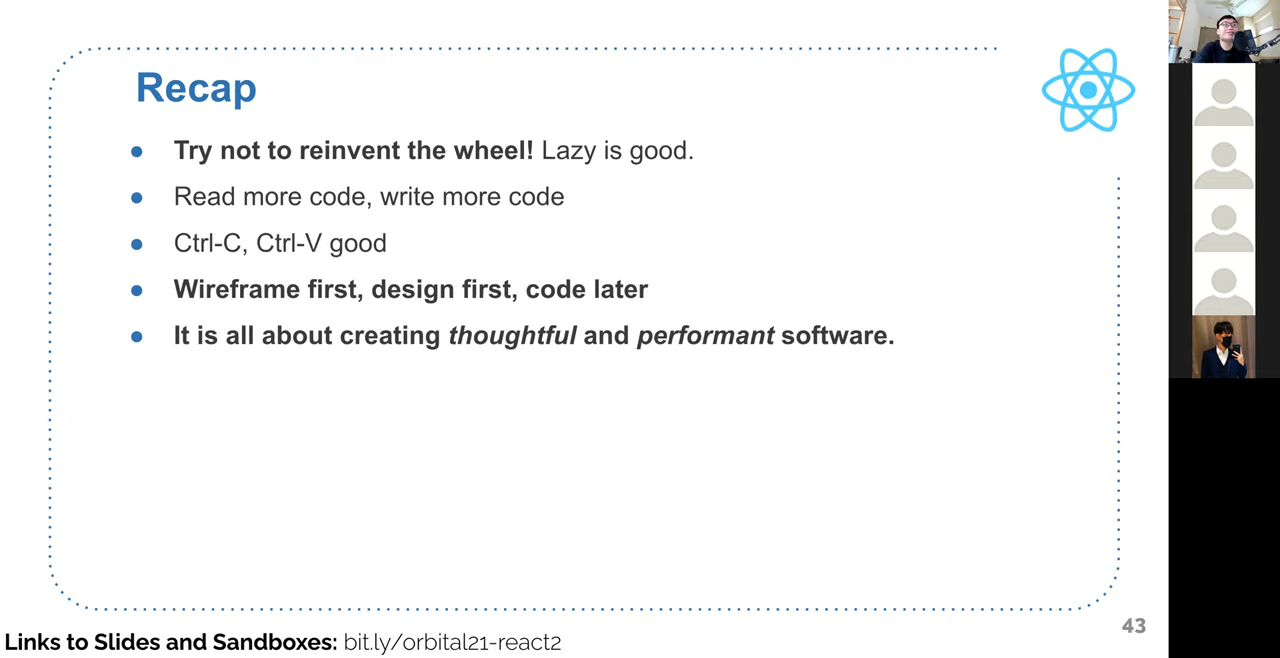 Recap
● Try not to reinvent the wheel! Lazy is good.
● Read more code, write more code
● Ctrl-C, Ctrl-V good
● Wireframe first, design first, code later
● It is all about creating thoughtful and performant software.
43
Links to Slides and Sandboxes: bit.ly/orbital21-react2